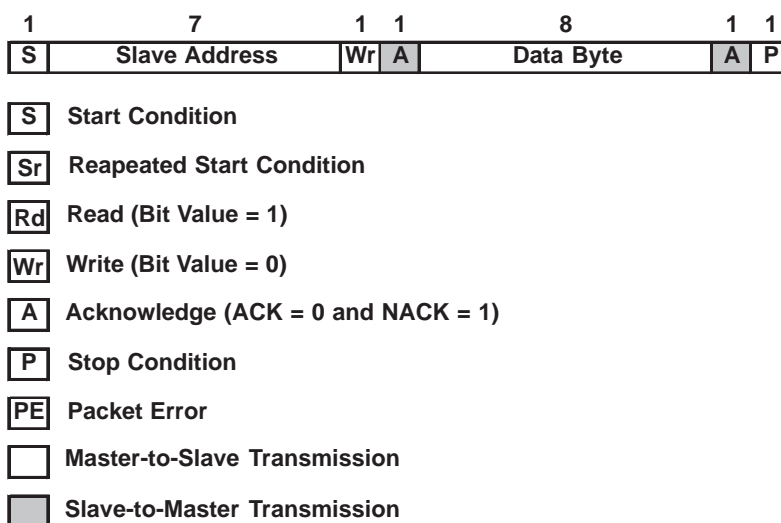 1 7 1 1 8 1 1
S Slave Address Wr A Data Byte A P
S Start Condition
Sr Reapeated Start Condition
Rd Read (Bit Value = 1)
Wr Write (Bit Value = 0)
A Acknowledge (ACK = 0 and NACK = 1)
P Stop Condition
PE Packet Error
Master-to-Slave Transmission
Slave-to-Master Transmission